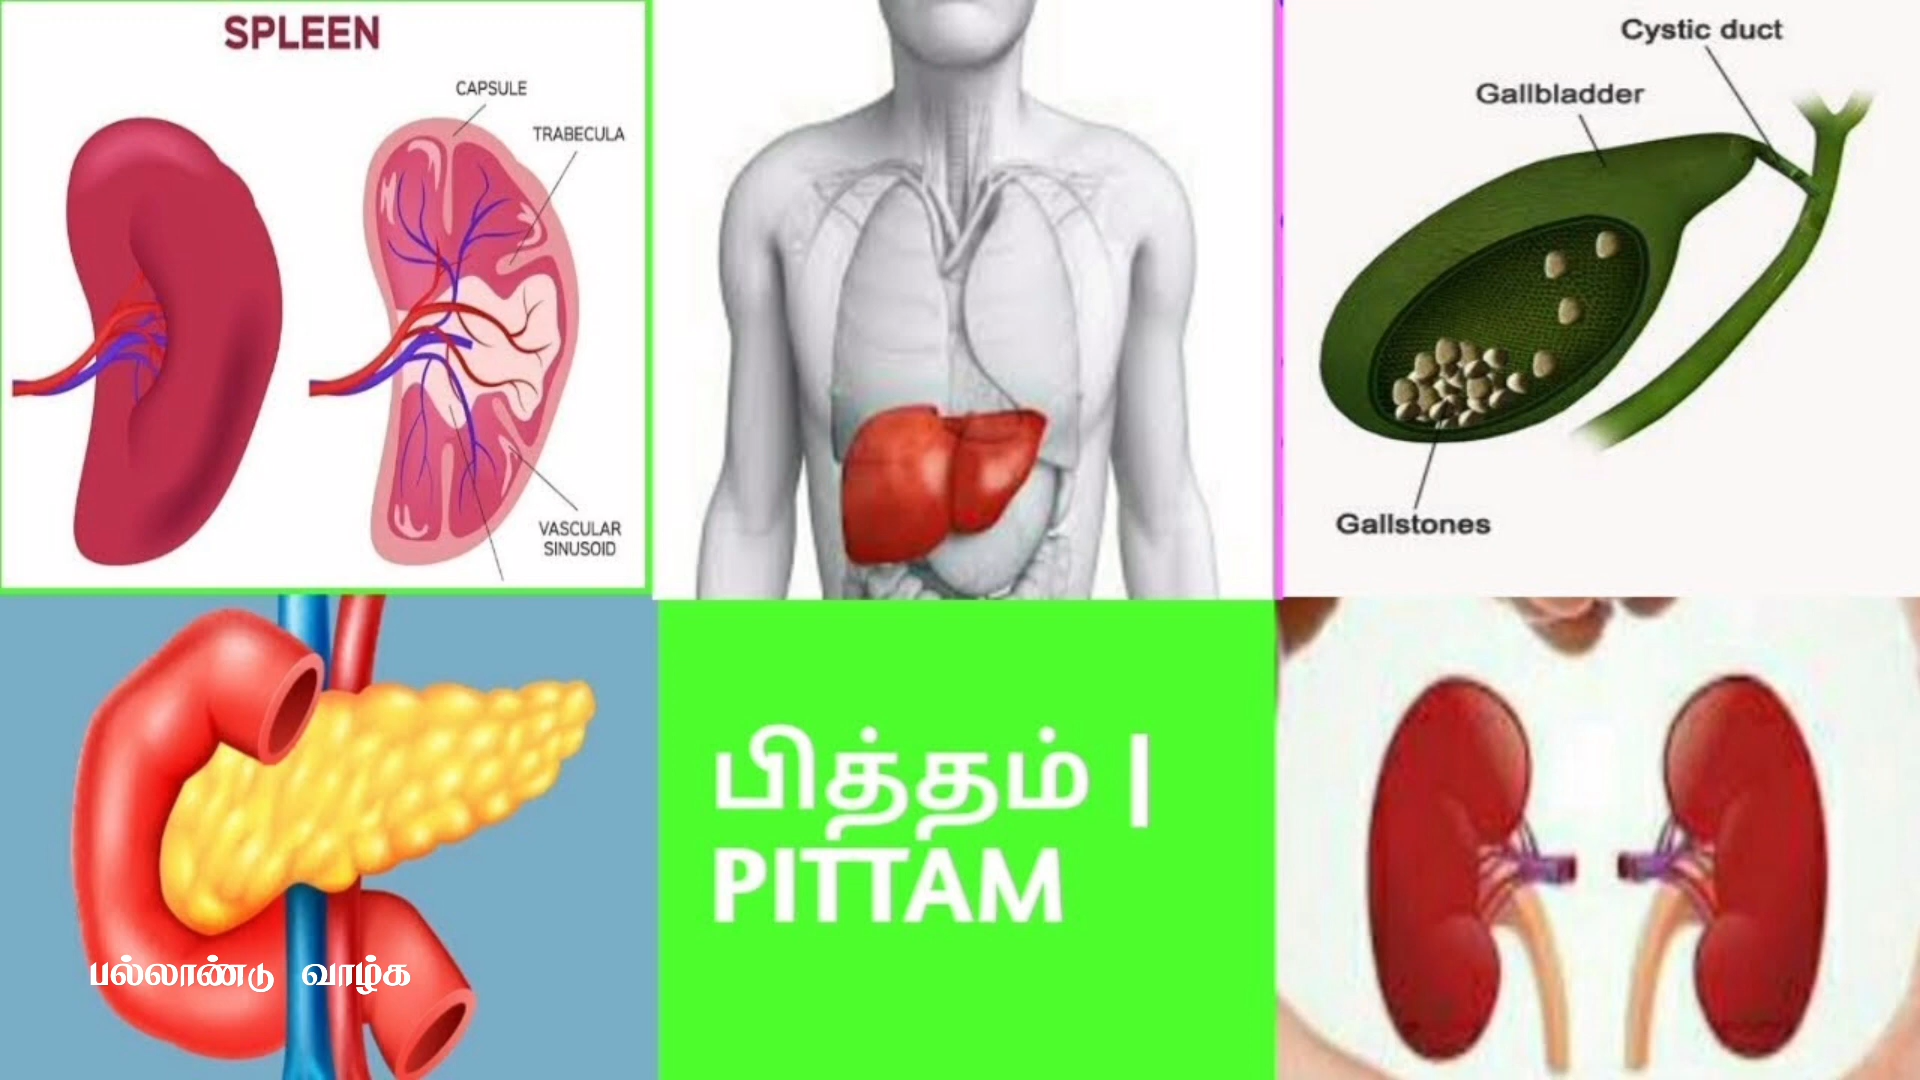 SPLEEN
CAPSULE
TRABECULA
VASCULAR
SINUSOID
Cystic duct
Gallbladder
Gallstones
பித்தம் |
PITTAM
பல்லாண்டு வாழ்க